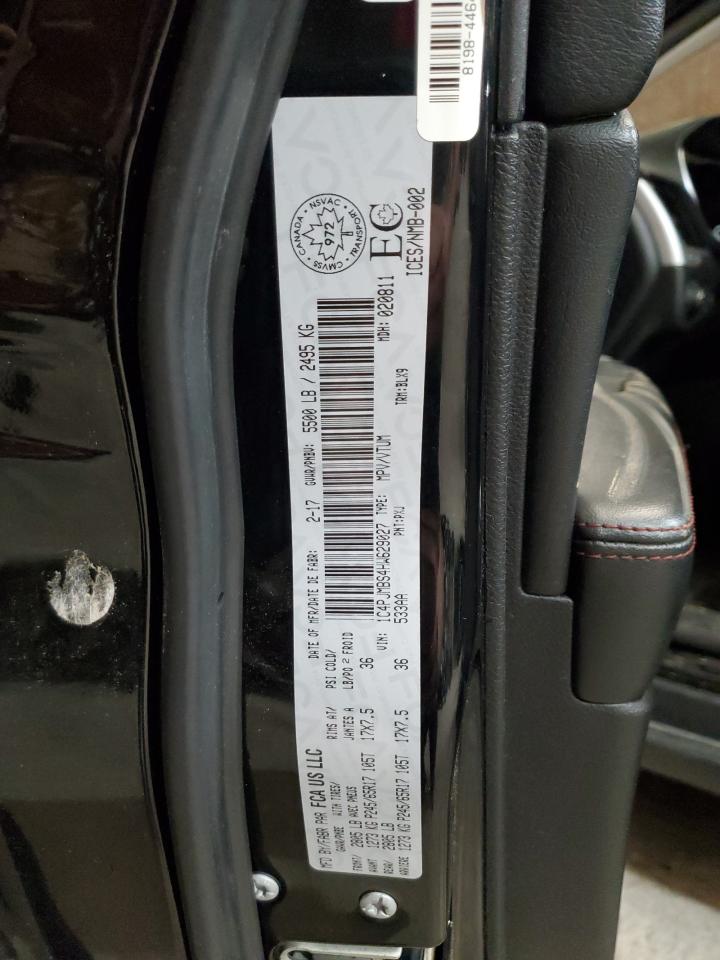 8198-446
MFD BY/FABR PAR FCA US LLC DATE OF MFR/DATE DE FABR: 2-17 GVWR/PNBV: 5500 LB / 2495 KG
GAWR/PNBE WITH TIRES/ RIMS AT/ PSI COLD/
AVEC PNEUS JANTES A LB/PO 2 FROID
FRONT/ 2805 LB
AVANT 1273 KG P245/65R17 105T 17X7.5 36
REAR/ 2805 LB
ARRIERE 1273 KG P245/65R17 105T 17X7.5 36
VIN: 1C4PJMBS4HW629027 TYPE: MPV/VTUM
533AA PNT:PXJ TRM:BLX9 MDH: 020811
CANADA · NSVAC · TRANSPORT · CMVSS
972
EC
ICES/NMB-002